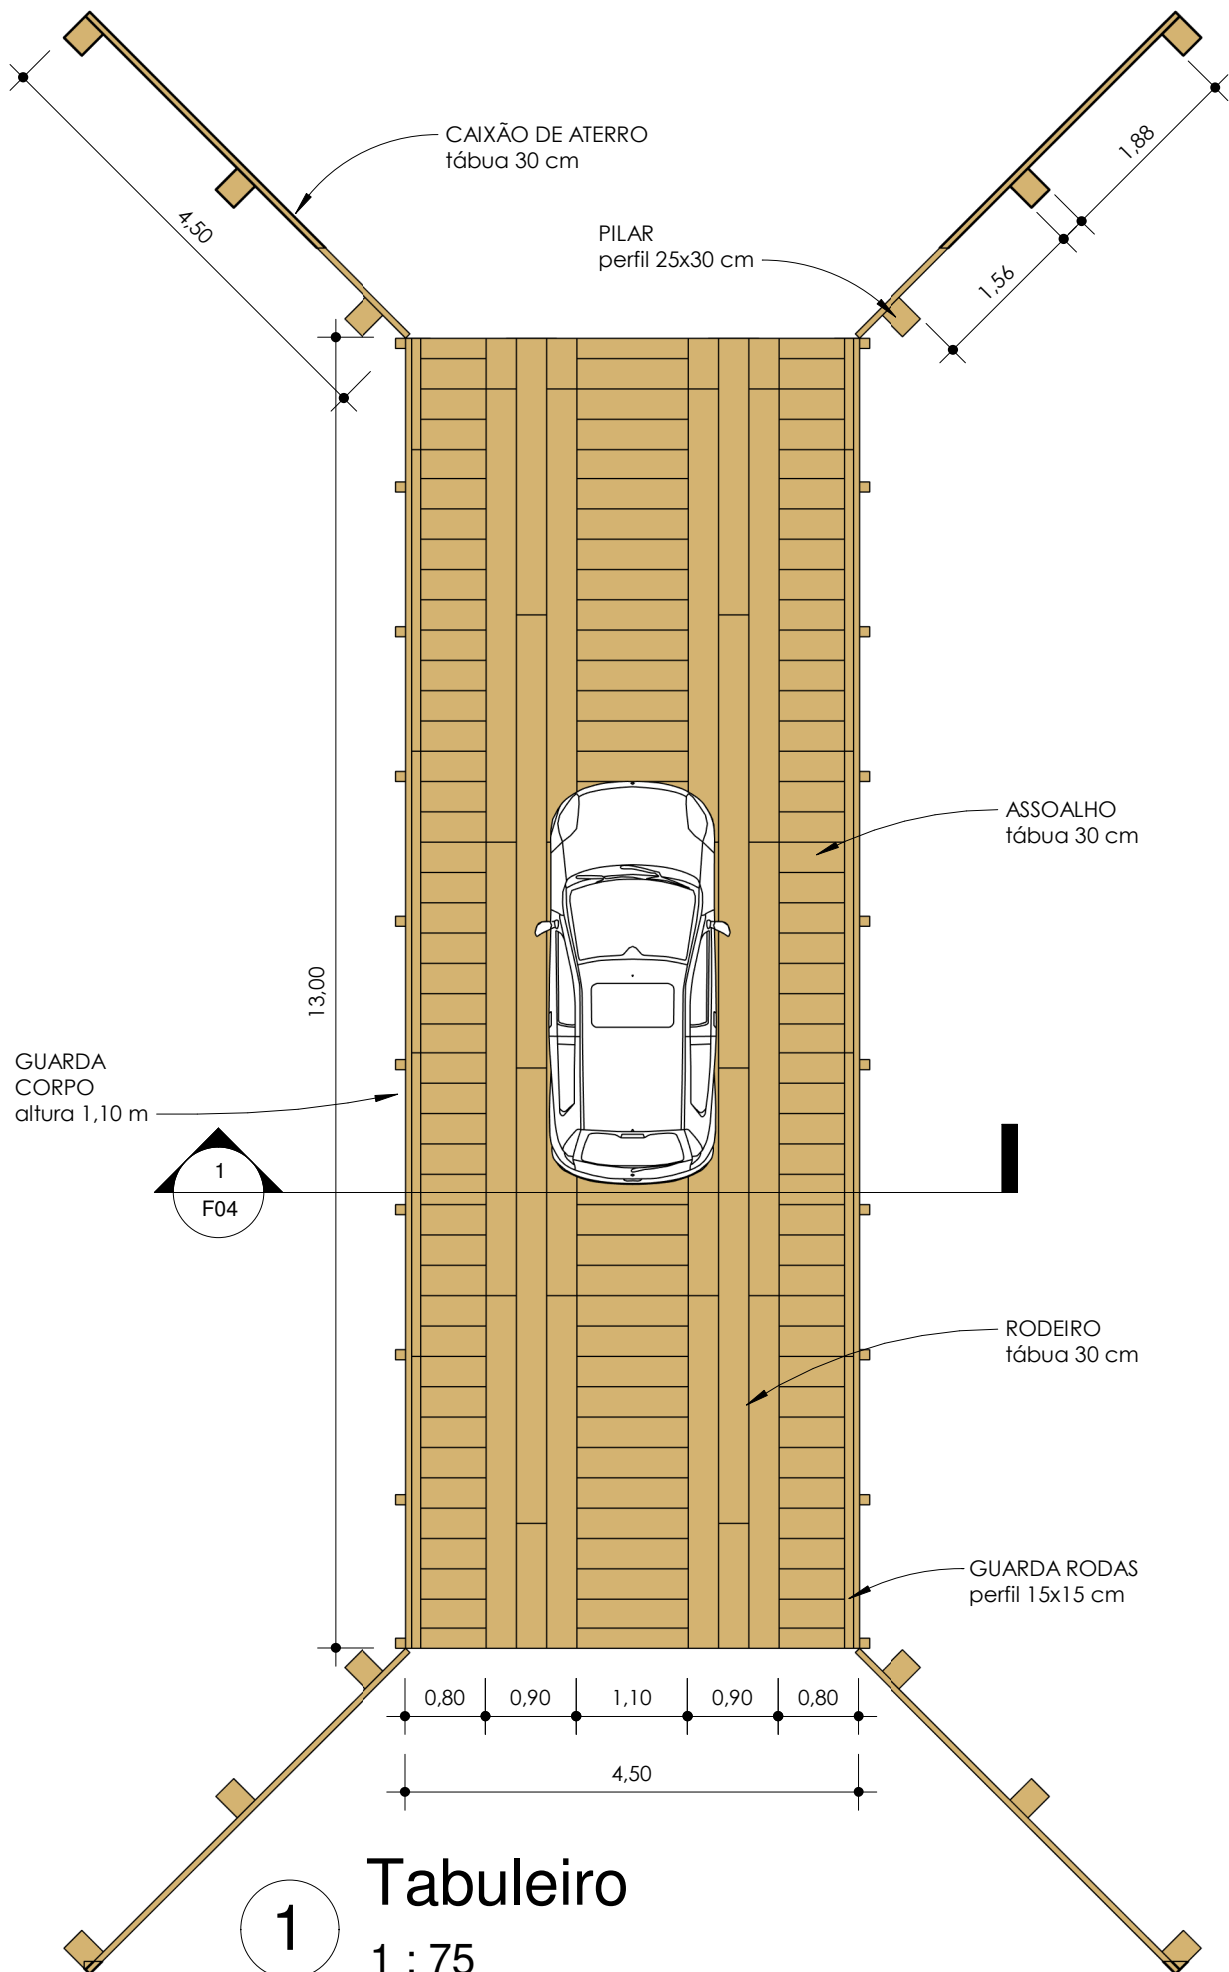 CAIXÃO DE ATERRO
tábua 30 cm
4,50
1,88
PILAR
perfil 25x30 cm
1,56
ASSOALHO
tábua 30 cm
13,00
GUARDA
CORPO
altura 1,10 m
1
F04
RODEIRO
tábua 30 cm
GUARDA RODAS
perfil 15x15 cm
0,80
0,90
1,10
0,90
0,80
4,50
1
Tabuleiro
1 : 75